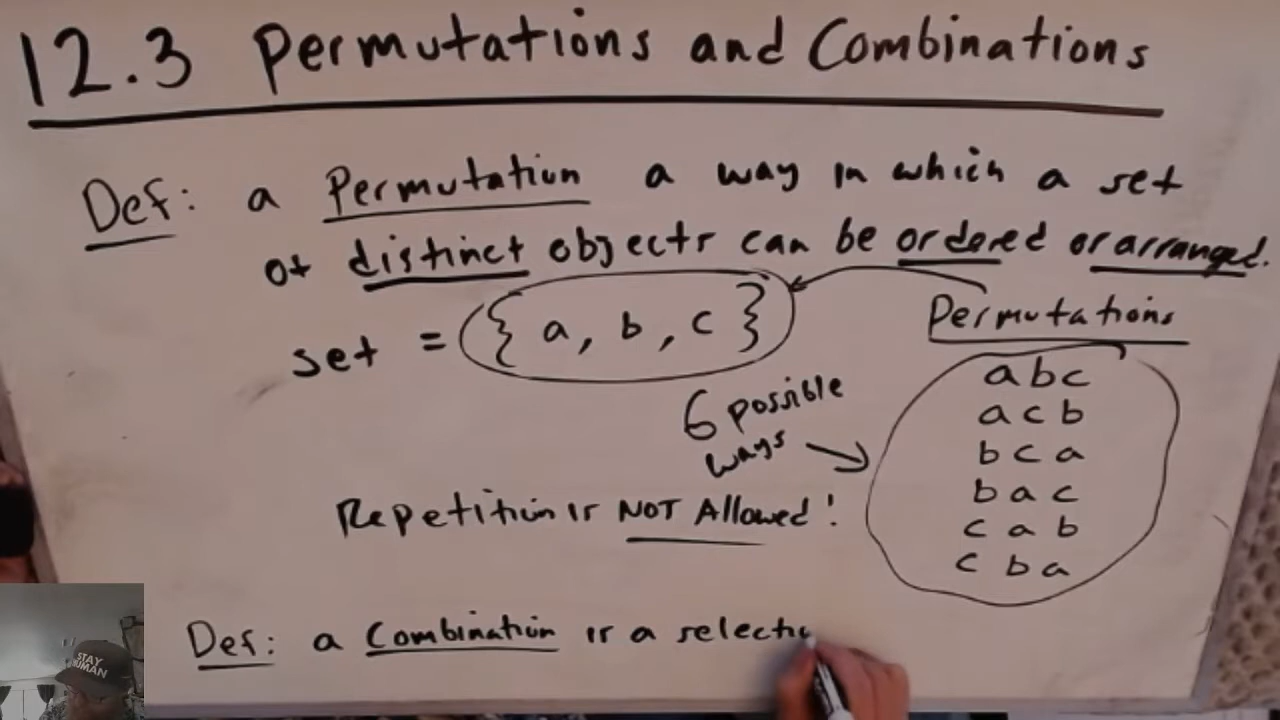 12.3 Permutations and Combinations
Def: a Permutation a way in which a set
of distinct objects can be ordered or arranged.
set = { a, b, c }
Permutations
abc
acb
bca
bac
cab
cba
6 possible
ways
Repetition is NOT Allowed!
Def: a Combination is a selectio
STAY
HUMAN